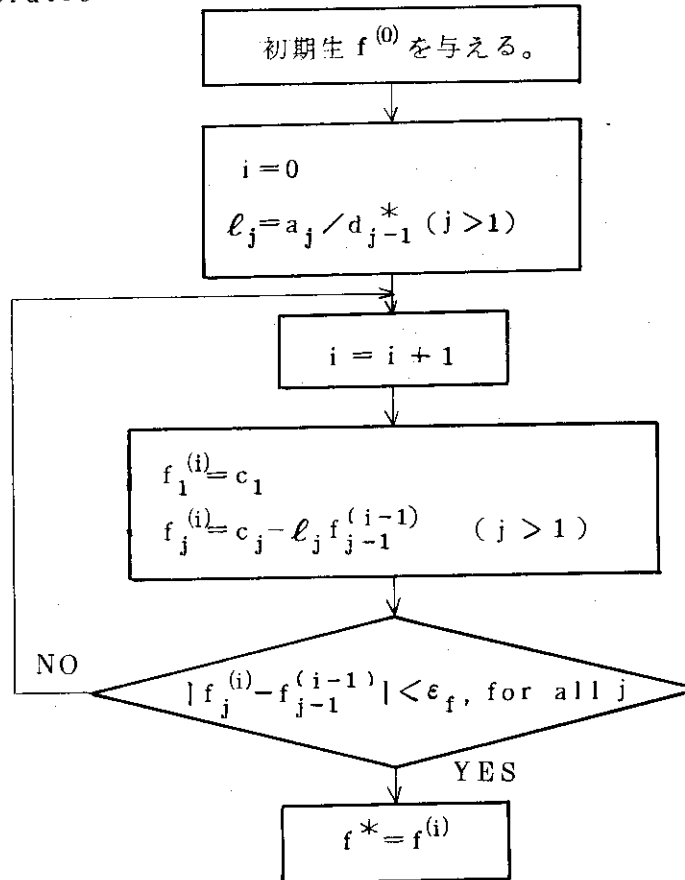 初期生 f^(0) を与える。
i=0
ℓ_j=a_j/d_{j-1}^* (j>1)
i = i + 1
f_1^(i)=c_1
f_j^(i)=c_j-ℓ_j f_{j-1}^(i-1) (j>1)
|f_j^(i)-f_{j-1}^(i-1)|<ε_f, for all j
NO
YES
f*=f^(i)